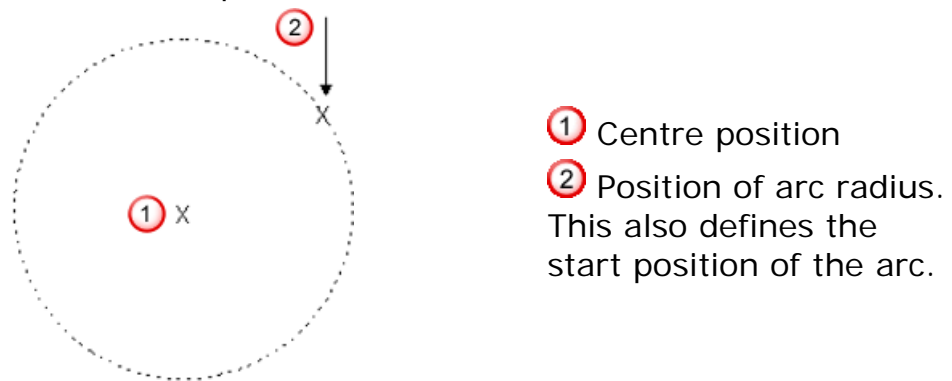 2
X
1 X
1 Centre position
2 Position of arc radius.
This also defines the
start position of the arc.